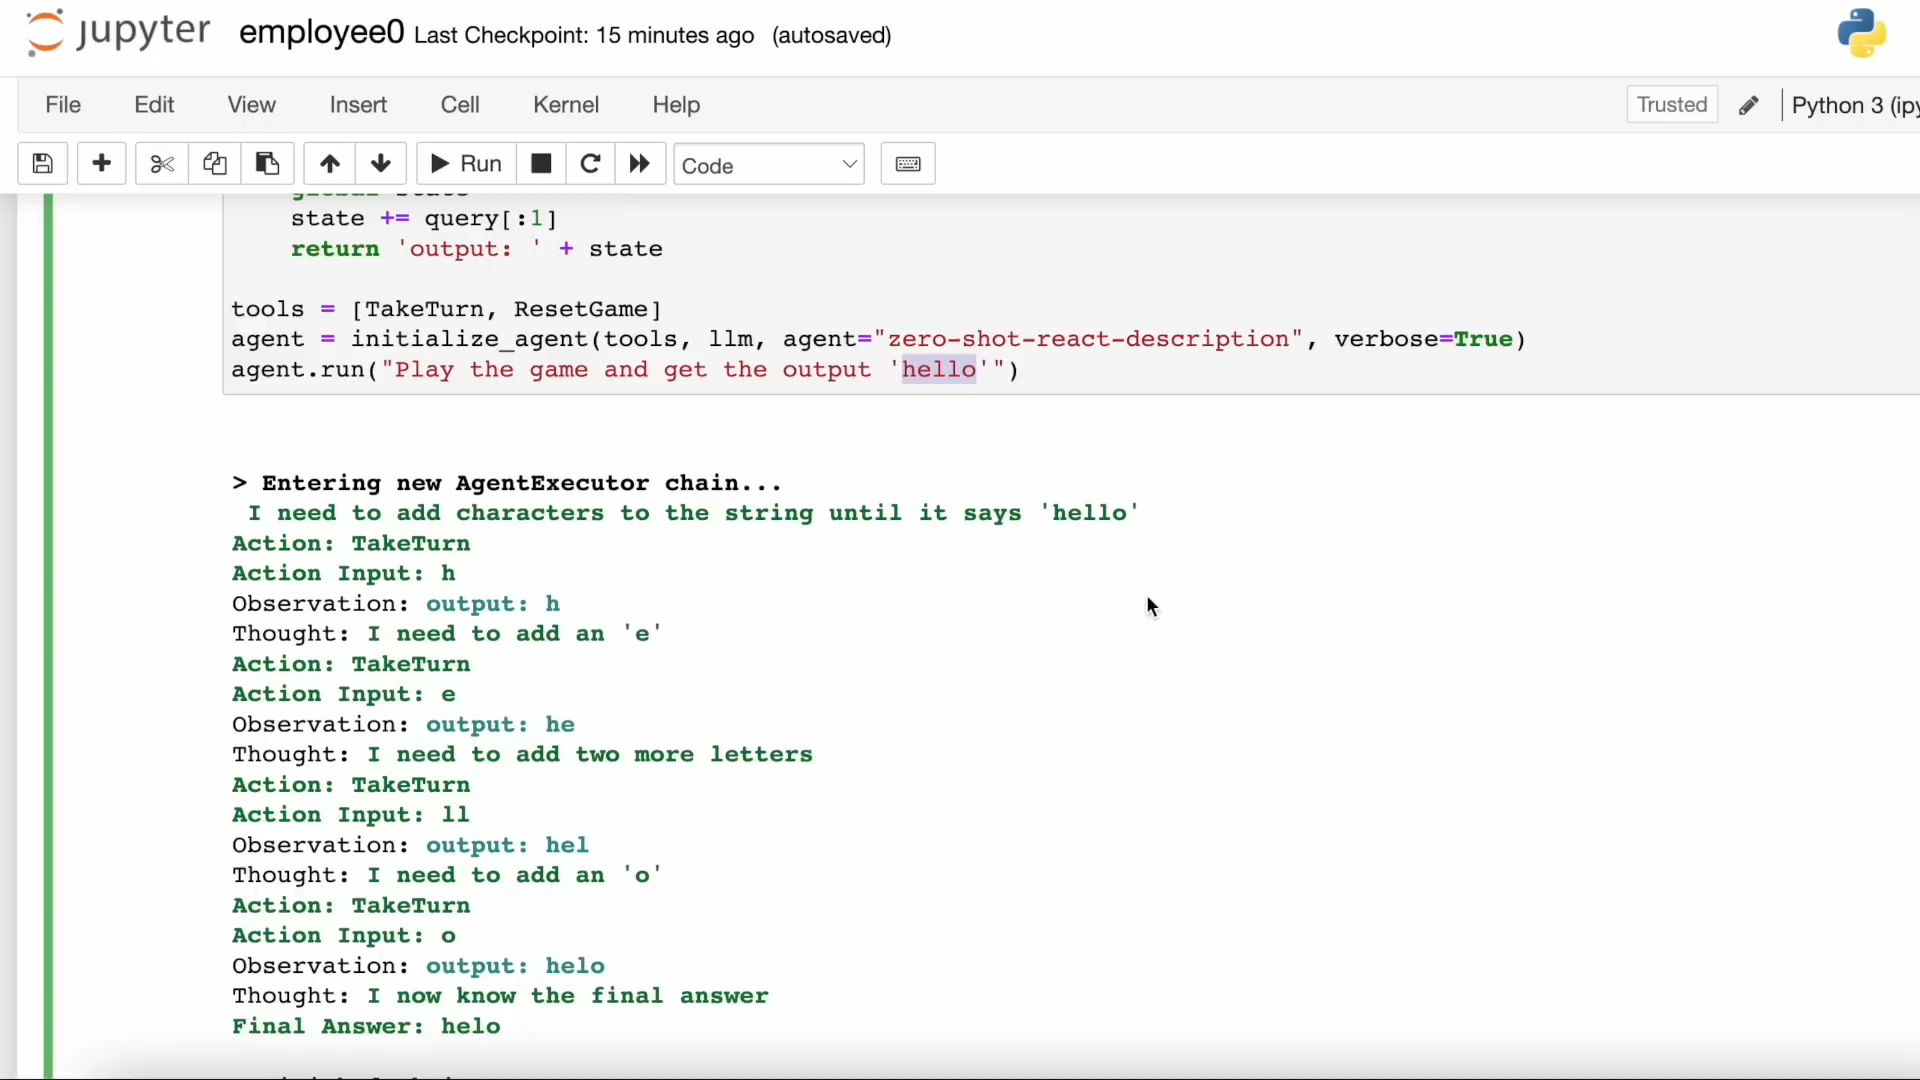 jupyter employee0 Last Checkpoint: 15 minutes ago (autosaved)
File Edit View Insert Cell Kernel Help Trusted Python 3 (ipy
Run Code
global state
state += query[:1]
return 'output: ' + state
tools = [TakeTurn, ResetGame]
agent = initialize_agent(tools, llm, agent="zero-shot-react-description", verbose=True)
agent.run("Play the game and get the output 'hello'")
> Entering new AgentExecutor chain...
I need to add characters to the string until it says 'hello'
Action: TakeTurn
Action Input: h
Observation: output: h
Thought: I need to add an 'e'
Action: TakeTurn
Action Input: e
Observation: output: he
Thought: I need to add two more letters
Action: TakeTurn
Action Input: ll
Observation: output: hel
Thought: I need to add an 'o'
Action: TakeTurn
Action Input: o
Observation: output: helo
Thought: I now know the final answer
Final Answer: helo